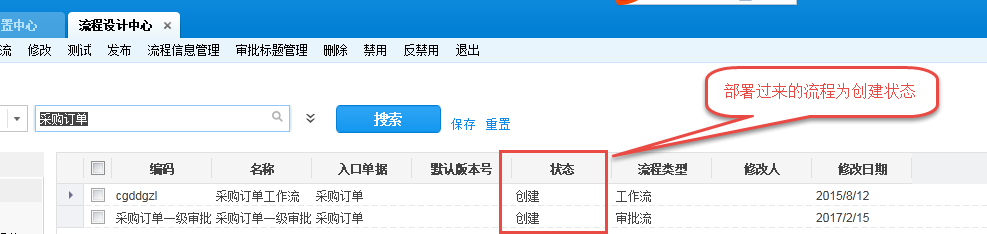 置中心 流程设计中心 ×
流 修改 测试 发布 流程信息管理 审批标题管理 删除 禁用 反禁用 退出
部署过来的流程为创建状态
采购订单 搜索 保存 重置
编码 名称 入口单据 默认版本号 状态 流程类型 修改人 修改日期
cgddgzl 采购订单工作流 采购订单 创建 工作流 2015/8/12
采购订单一级审批 采购订单一级审批 采购订单 创建 审批流 2017/2/15